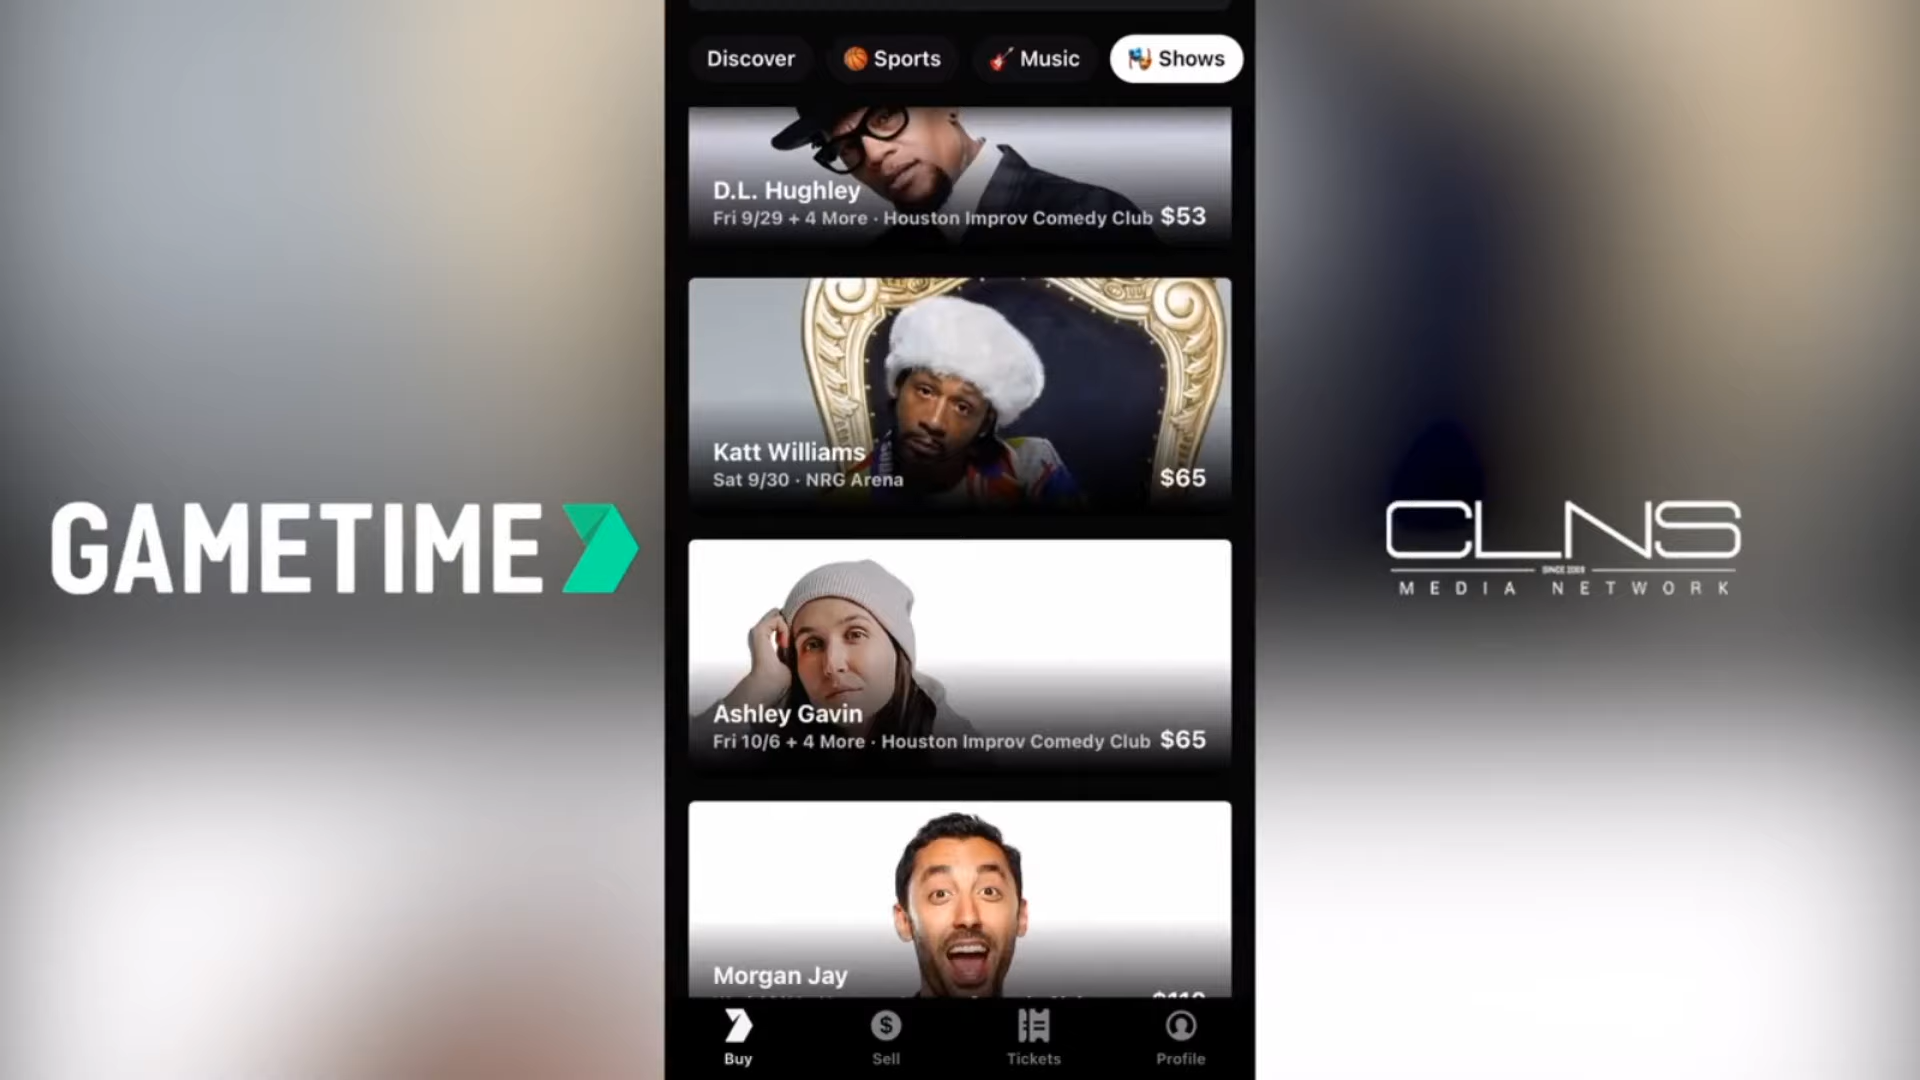 Discover
Sports
Music
Shows
D.L. Hughley
Fri 9/29 + 4 More · Houston Improv Comedy Club $53
Katt Williams
Sat 9/30 · NRG Arena $65
GAMETIME
CLNS
SINCE 2009
MEDIA NETWORK
Ashley Gavin
Fri 10/6 + 4 More · Houston Improv Comedy Club $65
Morgan Jay
Buy
Sell
Tickets
Profile